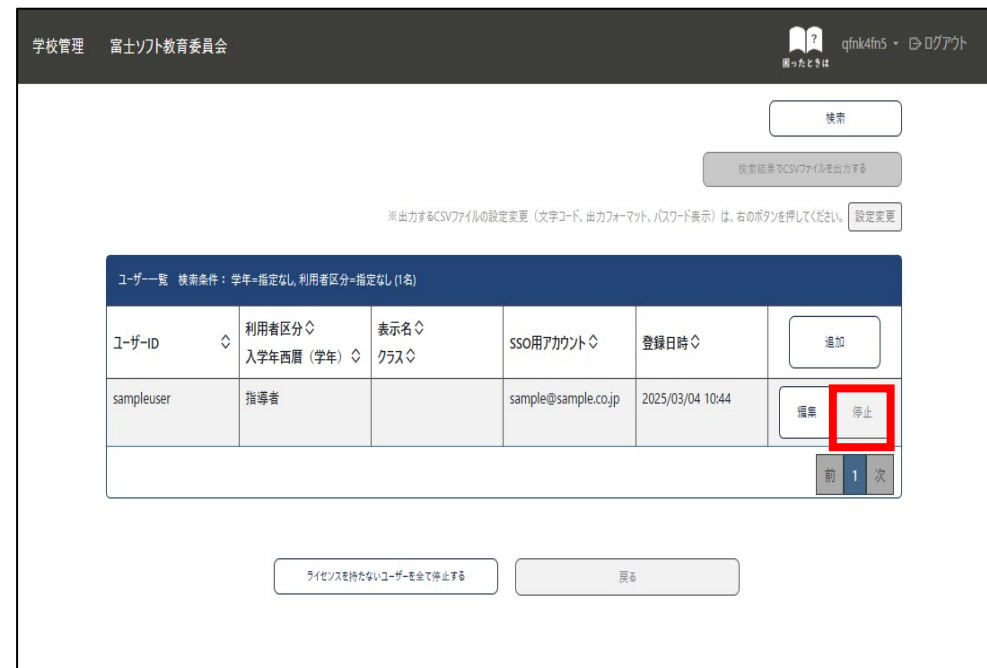 学校管理 富士ソフト教育委員会
?
困ったときは
qfnk4fn5 ログアウト
検索
検索結果でCSVファイルを出力する
※出力するCSVファイルの設定変更（文字コード、出力フォーマット、パスワード表示）は、右のボタンを押してください。 設定変更
ユーザー一覧 検索条件：学年=指定なし, 利用者区分=指定なし (1名)
ユーザーID
利用者区分
入学年西暦（学年）
表示名
クラス
SSO用アカウント
登録日時
追加
sampleuser 指導者 sample@sample.co.jp 2025/03/04 10:44 編集 停止
前 1 次
ライセンスを持たないユーザーを全て停止する 戻る